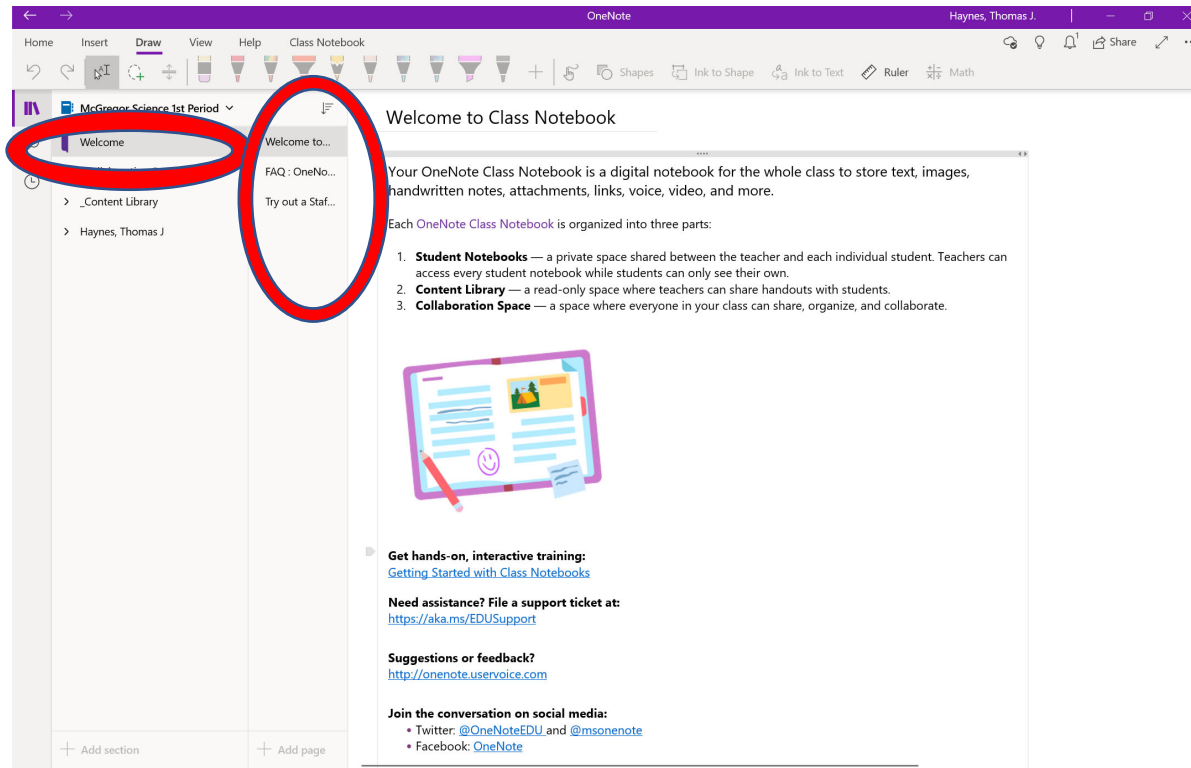 OneNote
Haynes, Thomas J.
Home Insert Draw View Help Class Notebook
1 Share
Shapes Ink to Shape Ink to Text Ruler Math
McGregor Science 1st Period
Welcome
_Content Library
Haynes, Thomas J
Add section
Welcome to...
FAQ : OneNo...
Try out a Staf...
Add page
Welcome to Class Notebook
Your OneNote Class Notebook is a digital notebook for the whole class to store text, images,
handwritten notes, attachments, links, voice, video, and more.
Each OneNote Class Notebook is organized into three parts:
1. Student Notebooks — a private space shared between the teacher and each individual student. Teachers can
access every student notebook while students can only see their own.
2. Content Library — a read-only space where teachers can share handouts with students.
3. Collaboration Space — a space where everyone in your class can share, organize, and collaborate.
Get hands-on, interactive training:
Getting Started with Class Notebooks
Need assistance? File a support ticket at:
https://aka.ms/EDUSupport
Suggestions or feedback?
http://onenote.uservoice.com
Join the conversation on social media:
• Twitter: @OneNoteEDU and @msonenote
• Facebook: OneNote